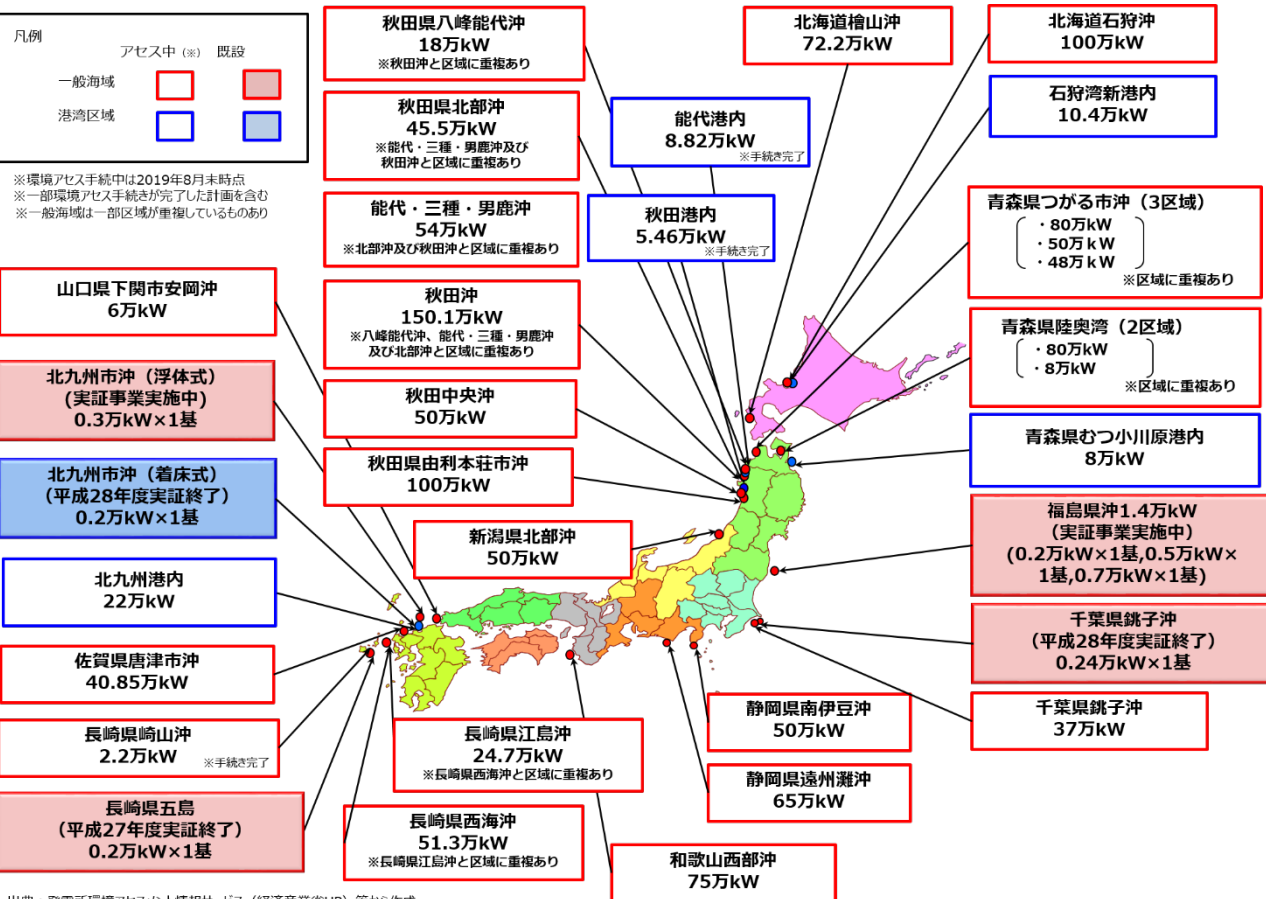 凡例
アセス中（※） 既設
一般海域
港湾区域
※環境アセス手続中は2019年8月末時点
※一部環境アセス手続きが完了した計画を含む
※一般海域は一部区域が重複しているものあり
秋田県八峰能代沖
18万kW
※秋田沖と区域に重複あり
秋田県北部沖
45.5万kW
※能代・三種・男鹿沖及び
秋田沖と区域に重複あり
能代・三種・男鹿沖
54万kW
※北部沖及び秋田沖と区域に重複あり
秋田沖
150.1万kW
※八峰能代沖、能代・三種・男鹿沖
及び北部沖と区域に重複あり
秋田中央沖
50万kW
秋田県由利本荘市沖
100万kW
新潟県北部沖
50万kW
能代港内
8.82万kW
※手続き完了
秋田港内
5.46万kW
※手続き完了
北海道檜山沖
72.2万kW
北海道石狩沖
100万kW
石狩湾新港内
10.4万kW
青森県つがる市沖（3区域）
・80万kW
・50万ｋW
・48万ｋW
※区域に重複あり
青森県陸奥湾（2区域）
・80万kW
・8万kW
※区域に重複あり
青森県むつ小川原港内
8万kW
福島県沖1.4万kW
(実証事業実施中)
(0.2万kW×1基,0.5万kW×
1基,0.7万kW×1基)
千葉県銚子沖
(平成28年度実証終了)
0.24万kW×1基
千葉県銚子沖
37万kW
静岡県南伊豆沖
50万kW
静岡県遠州灘沖
65万kW
和歌山西部沖
75万kW
山口県下関市安岡沖
6万kW
北九州市沖（浮体式）
(実証事業実施中)
0.3万kW×1基
北九州市沖（着床式）
(平成28年度実証終了)
0.2万kW×1基
北九州港内
22万kW
佐賀県唐津市沖
40.85万kW
長崎県崎山沖
2.2万kW
※手続き完了
長崎県五島
(平成27年度実証終了)
0.2万kW×1基
長崎県江島沖
24.7万kW
※長崎県西海沖と区域に重複あり
長崎県西海沖
51.3万kW
※長崎県江島沖と区域に重複あり